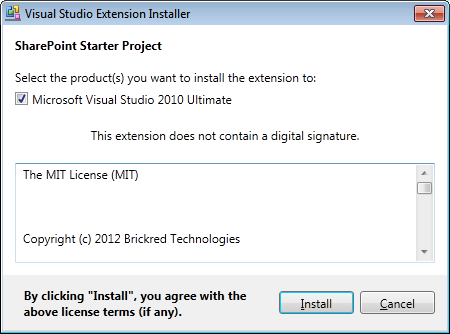 Visual Studio Extension Installer
SharePoint Starter Project
Select the product(s) you want to install the extension to:
Microsoft Visual Studio 2010 Ultimate
This extension does not contain a digital signature.
The MIT License (MIT)
Copyright (c) 2012 Brickred Technologies
By clicking "Install", you agree with the
above license terms (if any).
Install
Cancel